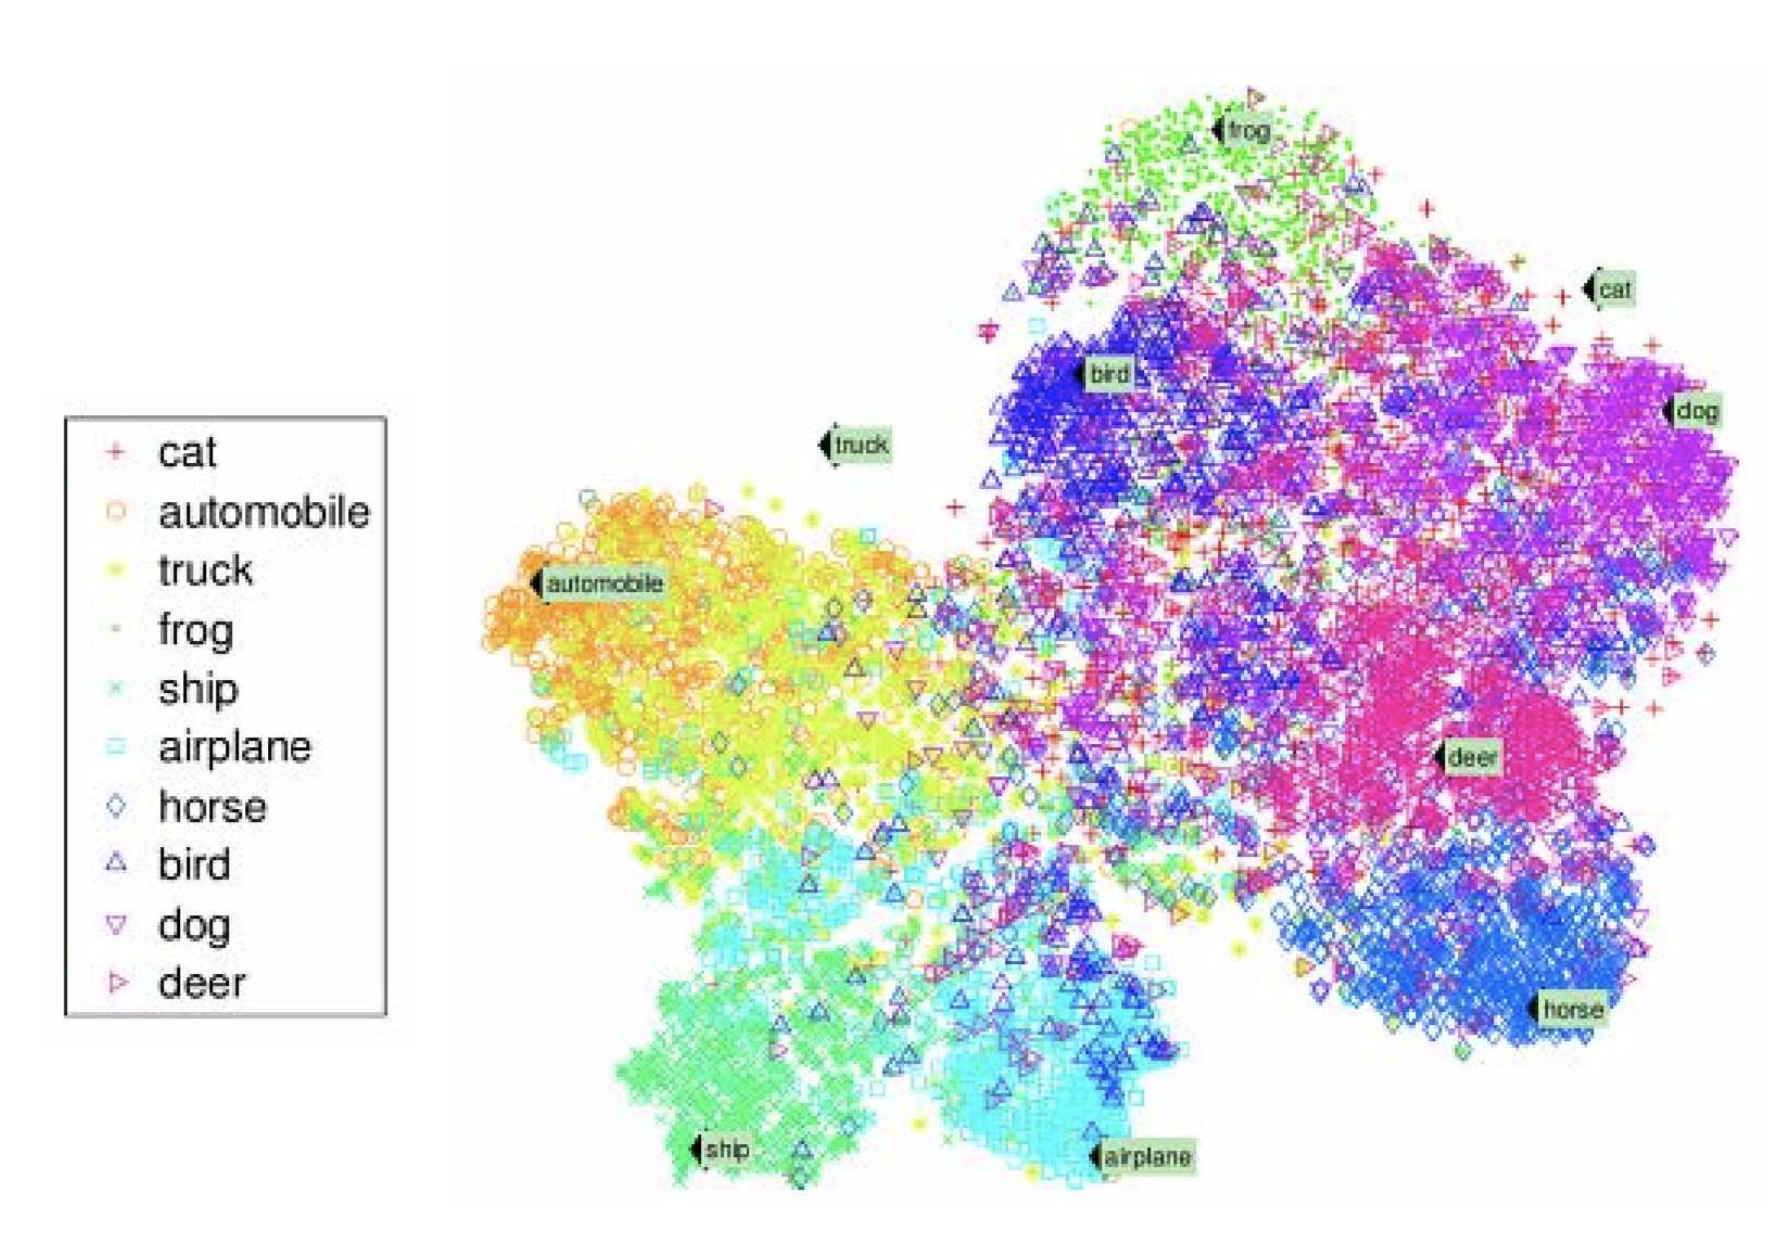 cat
automobile
truck
frog
ship
airplane
horse
bird
dog
deer
frog
cat
bird
dog
truck
automobile
deer
horse
ship
airplane